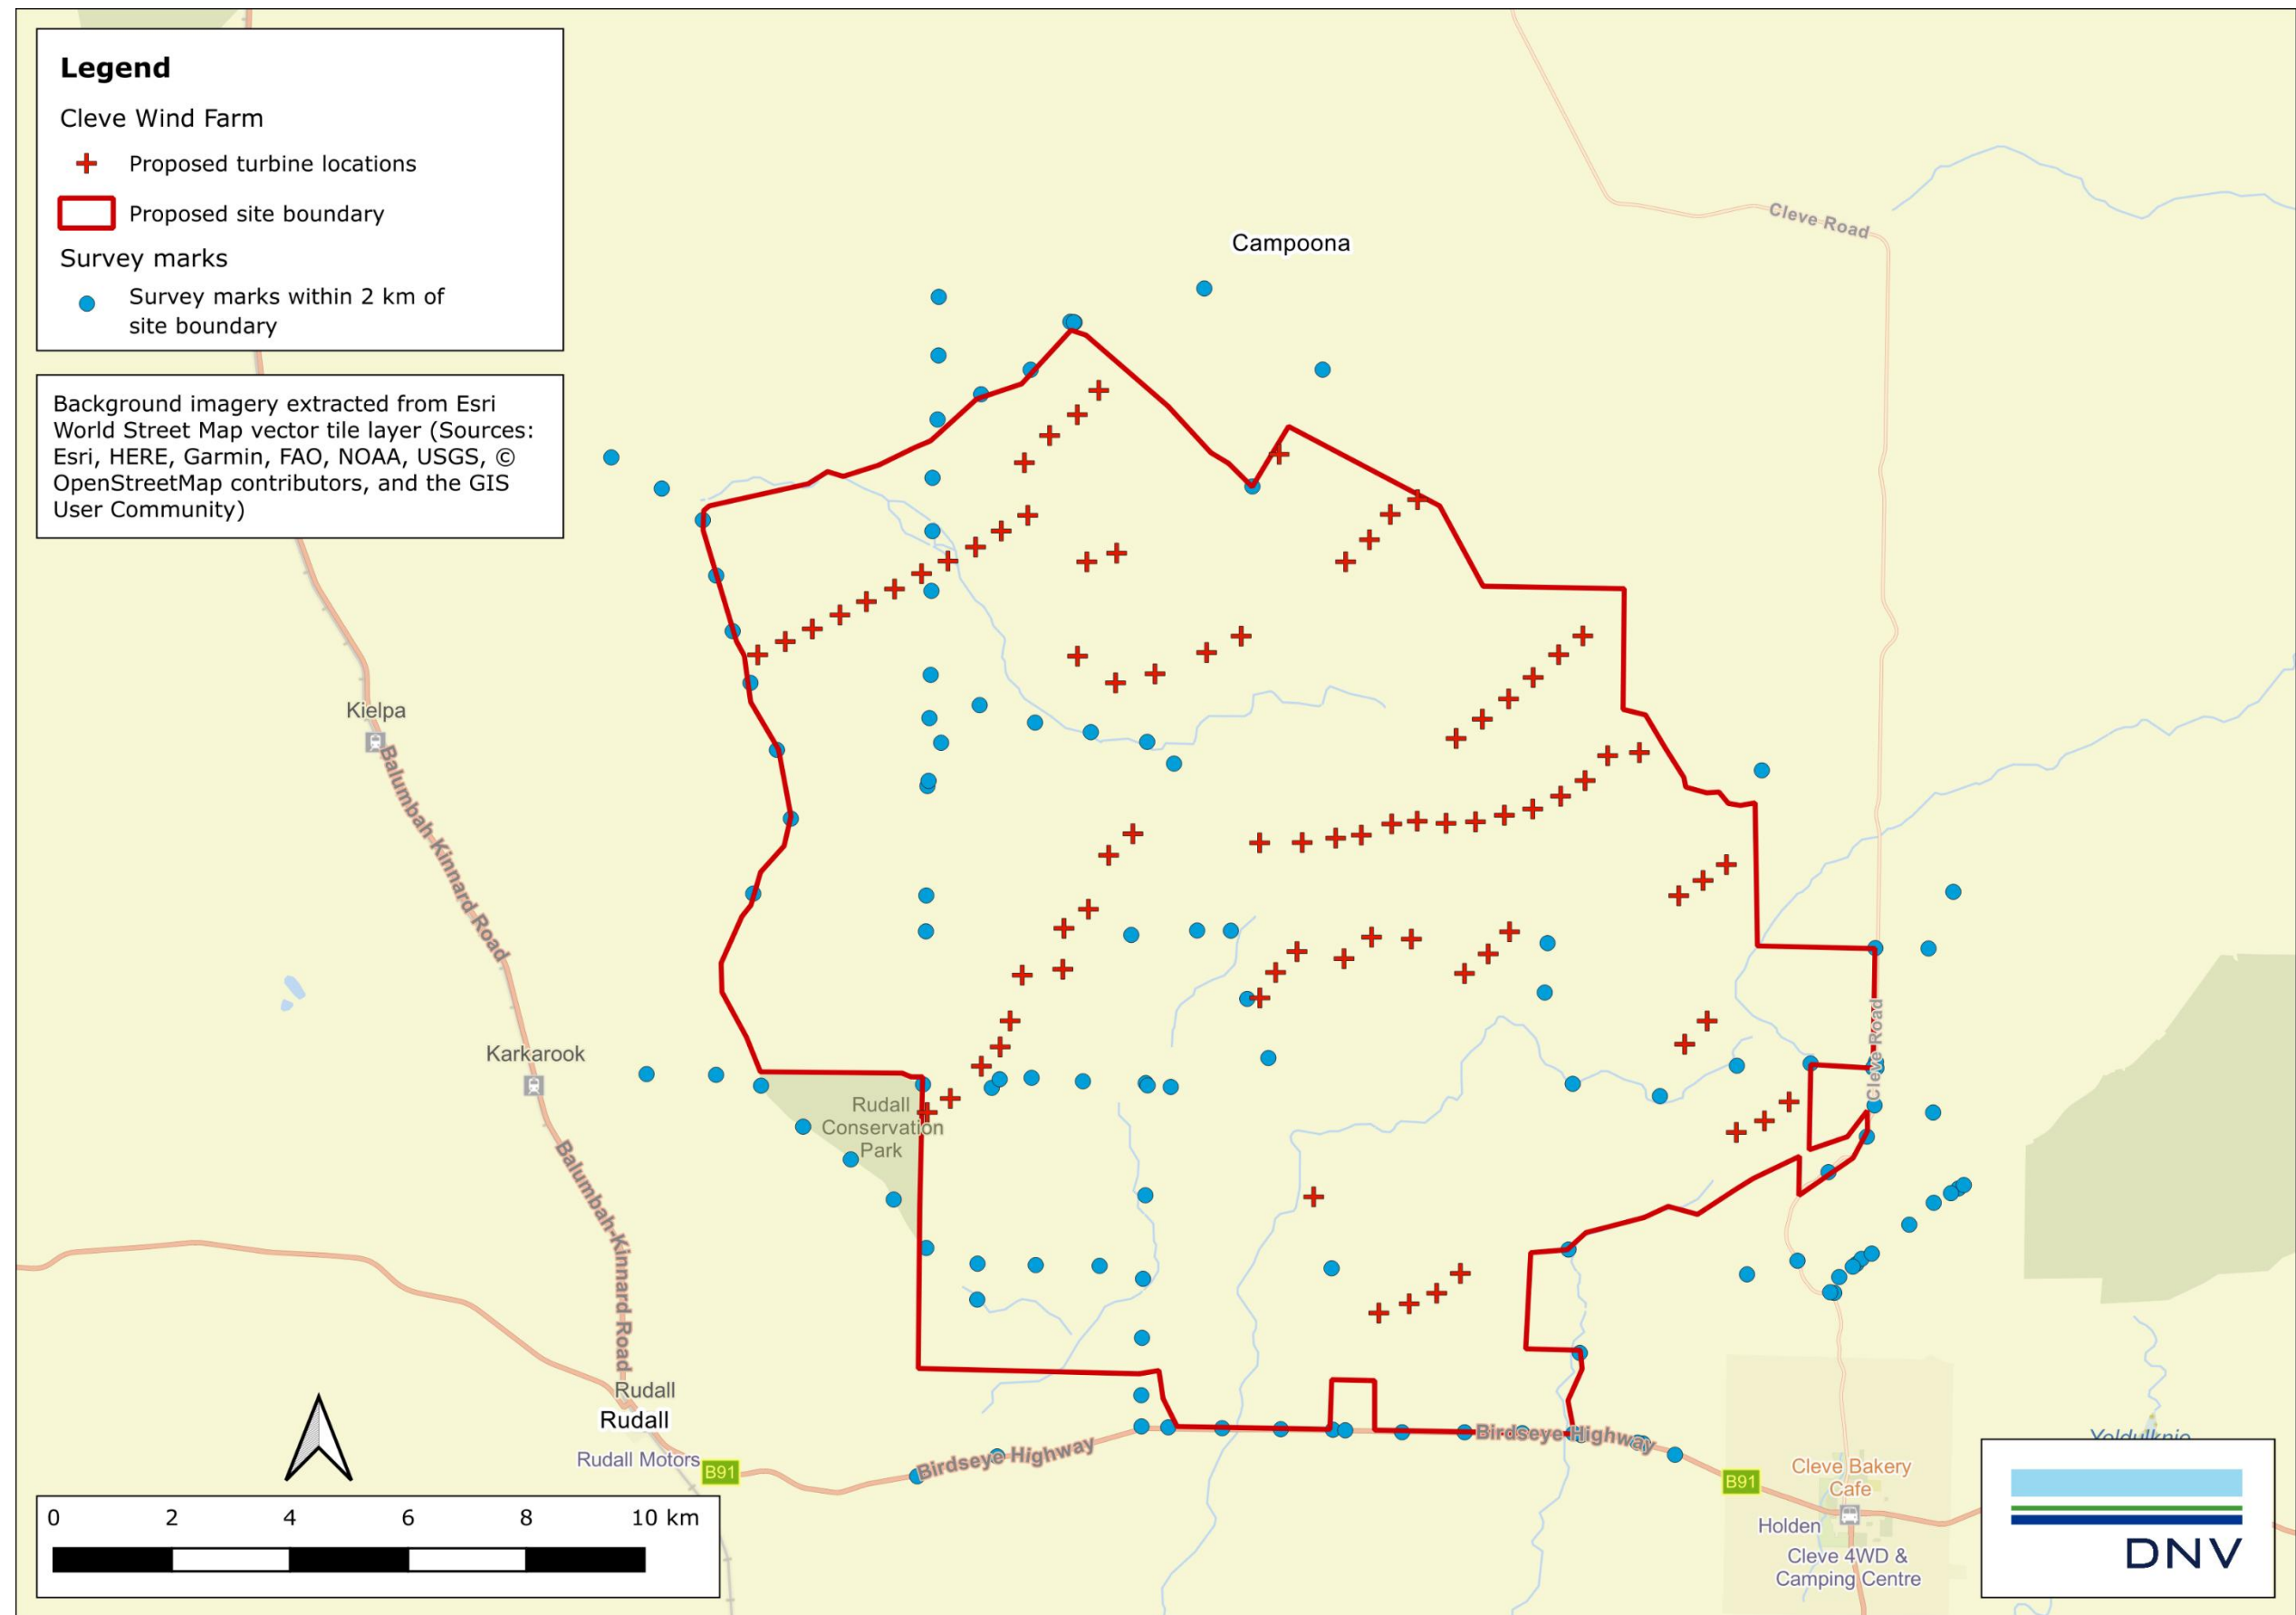 Legend
Cleve Wind Farm
Proposed turbine locations
Proposed site boundary
Survey marks
Survey marks within 2 km of
site boundary
Background imagery extracted from Esri
World Street Map vector tile layer (Sources:
Esri, HERE, Garmin, FAO, NOAA, USGS, ©
OpenStreetMap contributors, and the GIS
User Community)
Campoona
Cleve Road
Kielpa
Balumbah-Kinnard Road
Karkarook
Cleve Road
Rudall
Conservation
Park
Balumbah-Kinnard-Road
Rudall
Rudall
Rudall Motors
B91
Birdseye Highway
Birdseye Highway
B91
Cleve Bakery
Cafe
Holden
Cleve 4WD &
Camping Centre
0 2 4 6 8 10 km
DNV